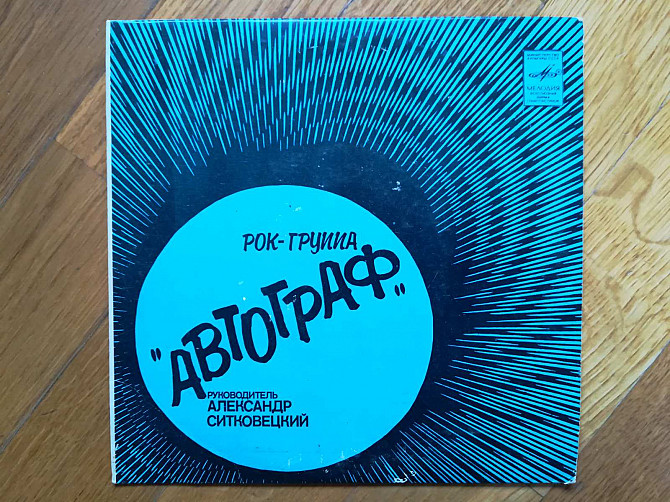 МЕЛОДИЯ
РОК-ГРУППА
"АВТОГРАФ"
РУКОВОДИТЕЛЬ
АЛЕКСАНДР
СИТКОВЕЦКИЙ